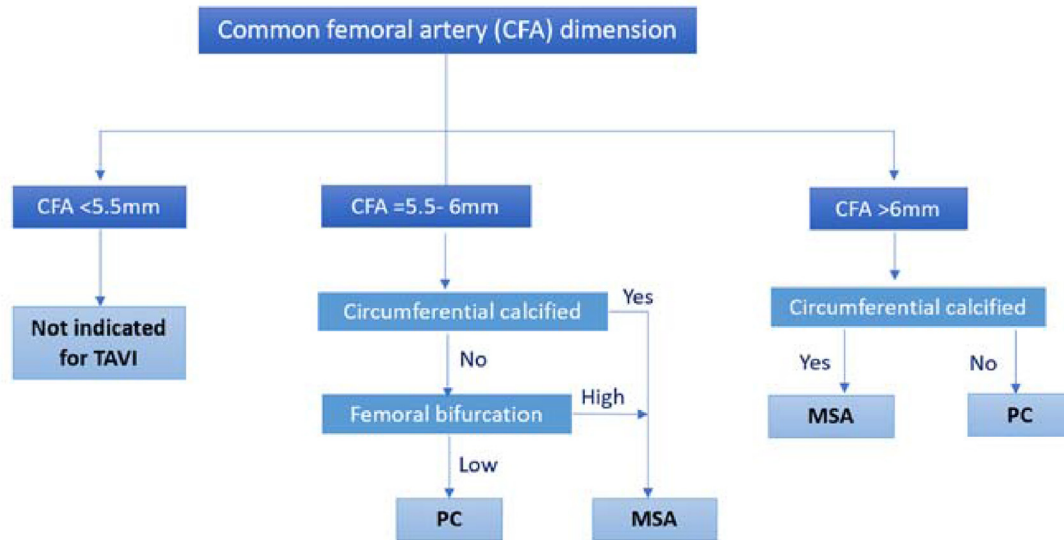 Common femoral artery (CFA) dimension
CFA <5.5mm
CFA =5.5- 6mm
CFA >6mm
Not indicated
for TAVI
Circumferential calcified
Yes
No
Femoral bifurcation
High
Low
PC
MSA
Circumferential calcified
Yes
No
MSA
PC